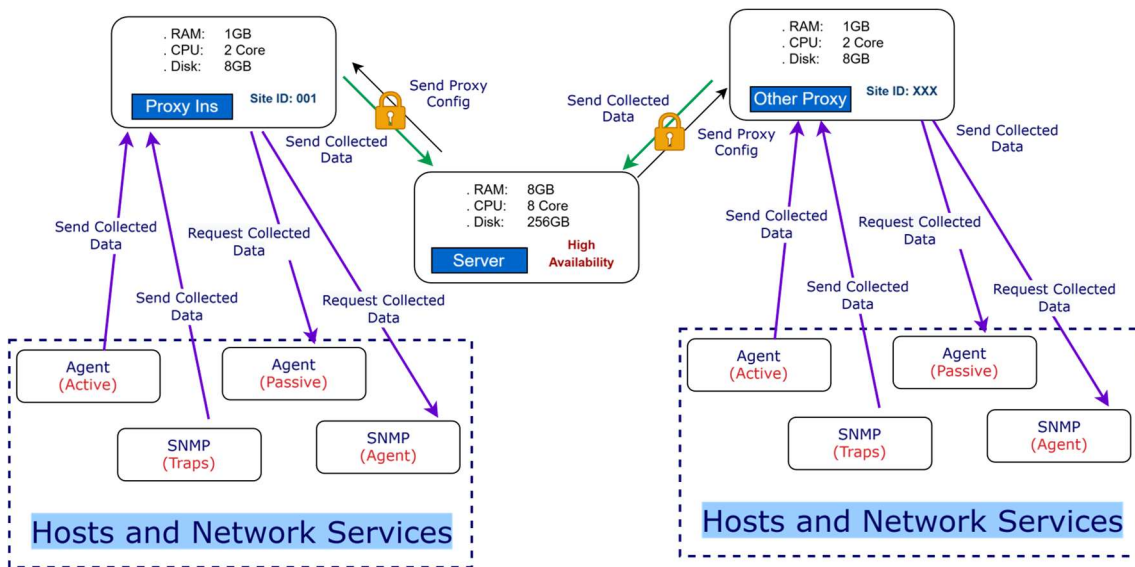 . RAM: 1GB
. CPU: 2 Core
. Disk: 8GB
Proxy Ins
Site ID: 001
Send Proxy
Config
Send Collected
Data
. RAM: 1GB
. CPU: 2 Core
. Disk: 8GB
Other Proxy
Site ID: XXX
Send Collected
Data
Send Proxy
Config
Send Collected
Data
. RAM: 8GB
. CPU: 8 Core
. Disk: 256GB
Server
High
Availability
Send Collected
Data
Request Collected
Data
Send Collected
Data
Request Collected
Data
Send Collected
Data
Request Collected
Data
Send Collected
Data
Request Collected
Data
Agent
(Active)
Agent
(Passive)
SNMP
(Traps)
SNMP
(Agent)
Hosts and Network Services
Agent
(Active)
Agent
(Passive)
SNMP
(Traps)
SNMP
(Agent)
Hosts and Network Services